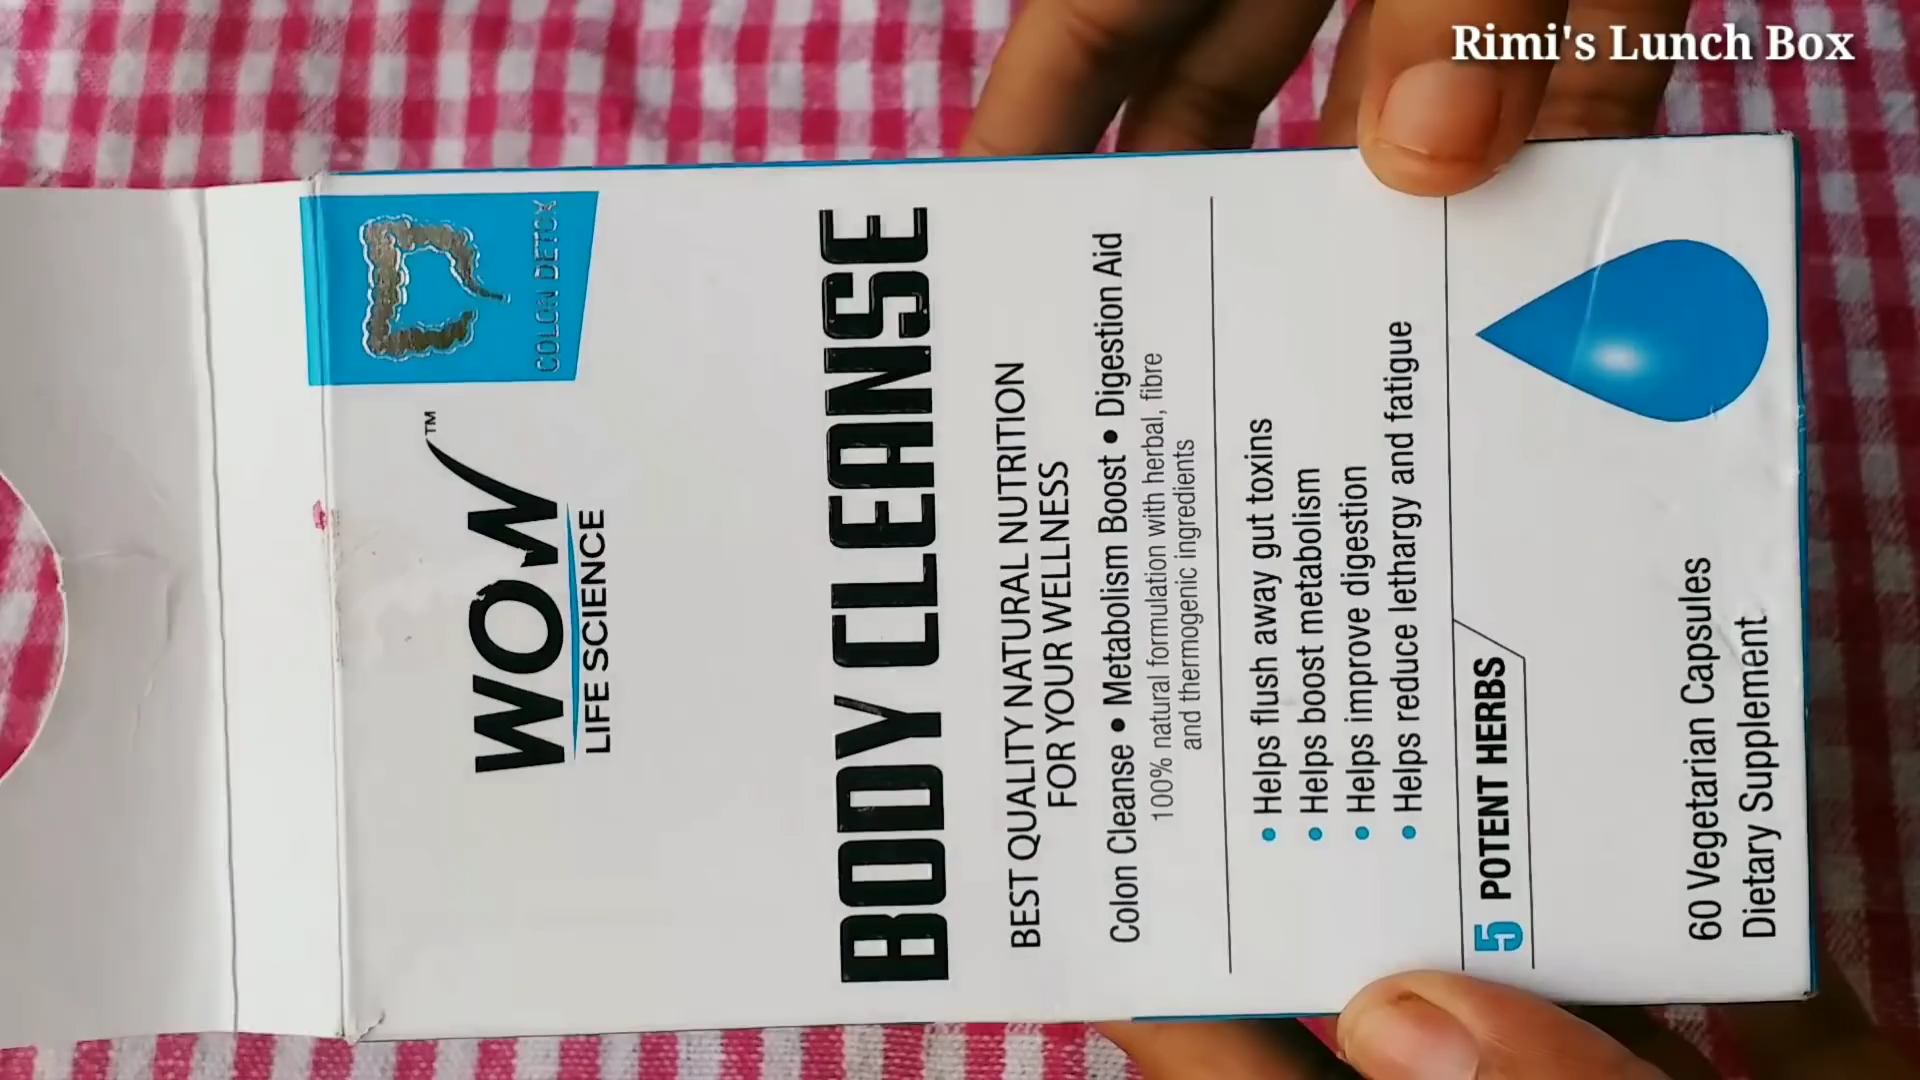 Rimi's Lunch Box
COLON DETOX
WOW™
LIFE SCIENCE
BODY CLEANSE
BEST QUALITY NATURAL NUTRITION
FOR YOUR WELLNESS
Colon Cleanse • Metabolism Boost • Digestion Aid
100% natural formulation with herbal, fibre
and thermogenic ingredients
• Helps flush away gut toxins
• Helps boost metabolism
• Helps improve digestion
• Helps reduce lethargy and fatigue
5 POTENT HERBS
60 Vegetarian Capsules
Dietary Supplement